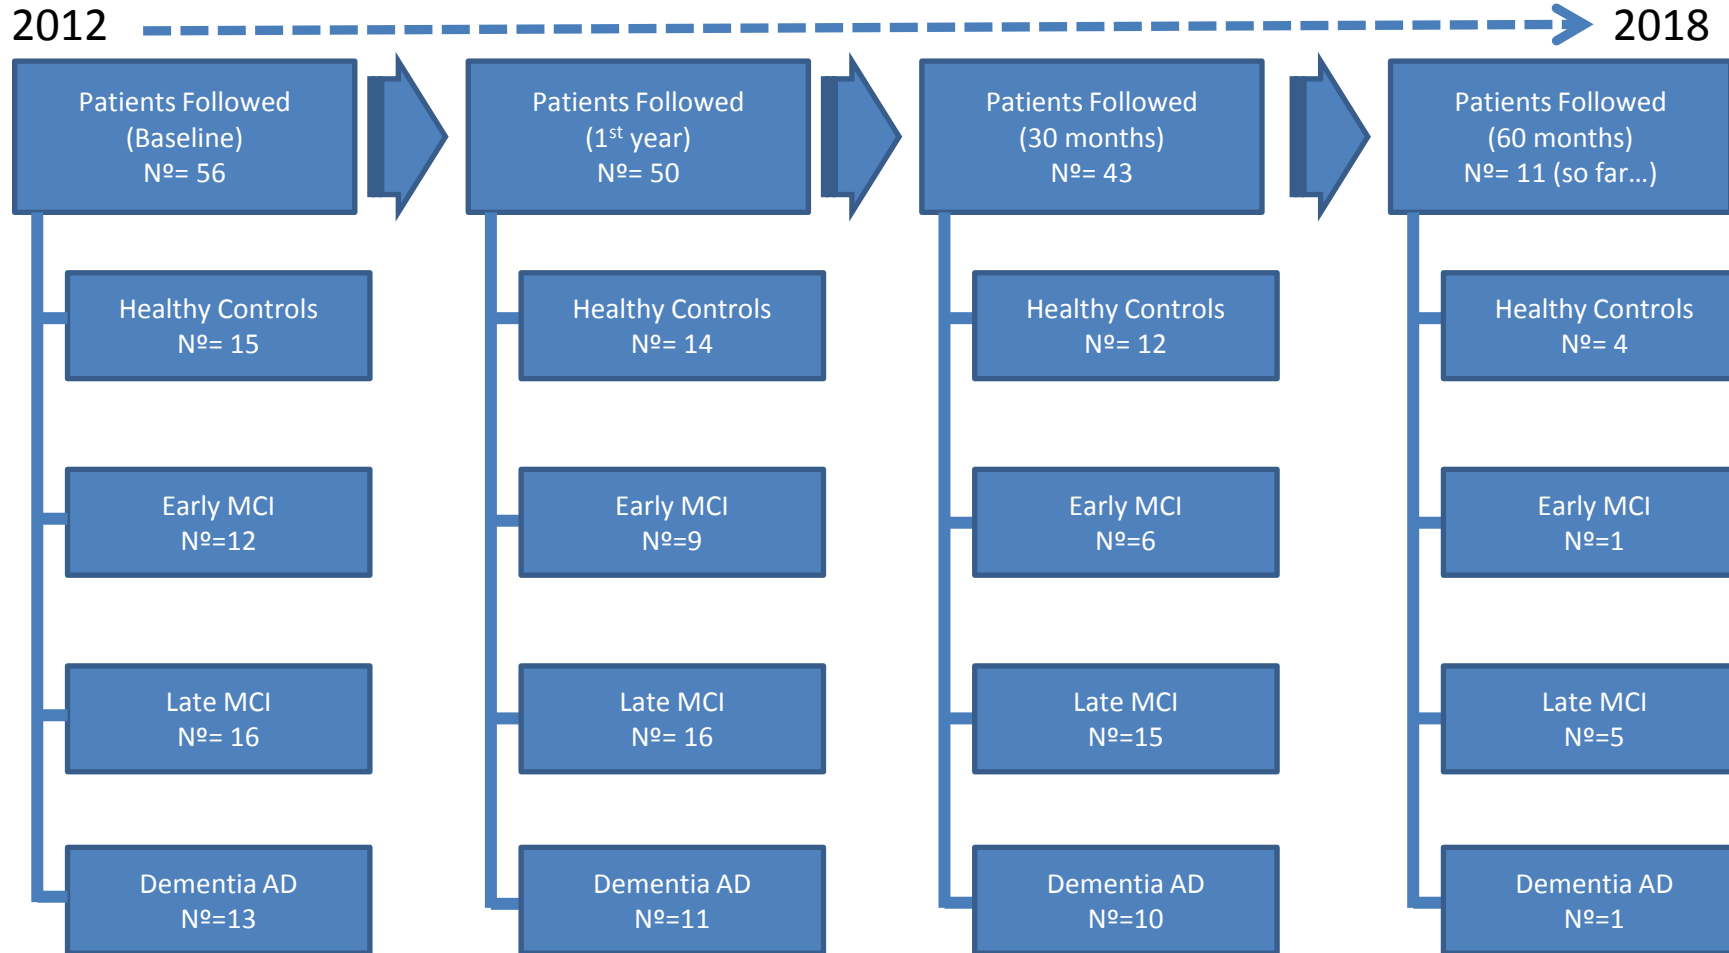 2012
2018
Patients Followed
(Baseline)
Nº= 56
Healthy Controls
Nº= 15
Early MCI
Nº=12
Late MCI
Nº= 16
Dementia AD
Nº=13
Patients Followed
(1st year)
Nº= 50
Healthy Controls
Nº= 14
Early MCI
Nº=9
Late MCI
Nº= 16
Dementia AD
Nº=11
Patients Followed
(30 months)
Nº= 43
Healthy Controls
Nº= 12
Early MCI
Nº=6
Late MCI
Nº=15
Dementia AD
Nº=10
Patients Followed
(60 months)
Nº= 11 (so far…)
Healthy Controls
Nº= 4
Early MCI
Nº=1
Late MCI
Nº=5
Dementia AD
Nº=1